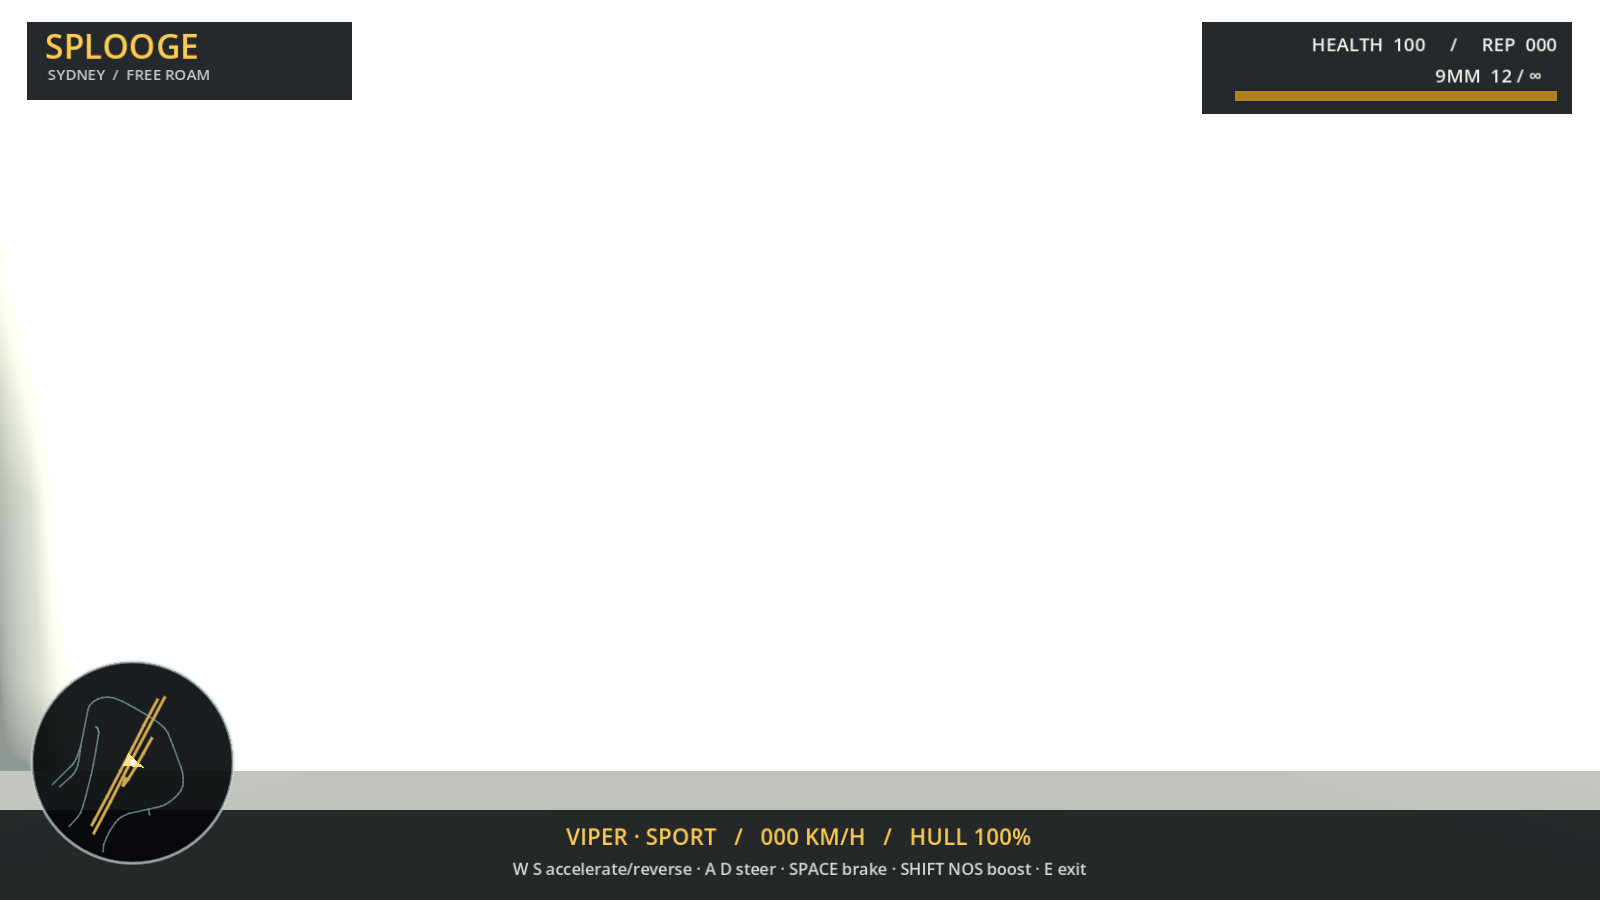 SPLOOGE
SYDNEY / FREE ROAM
HEALTH 100 / REP 000
9MM 12 / ∞
VIPER · SPORT / 000 KM/H / HULL 100%
W S accelerate/reverse · A D steer · SPACE brake · SHIFT NOS boost · E exit